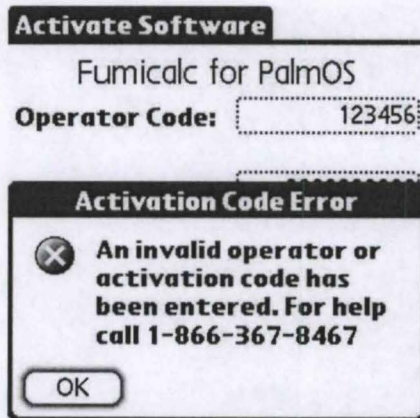 Activate Software
Fumicalc for PalmOS
Operator Code: 123456
Activation Code Error
An invalid operator or
activation code has
been entered. For help
call 1-866-367-8467
OK